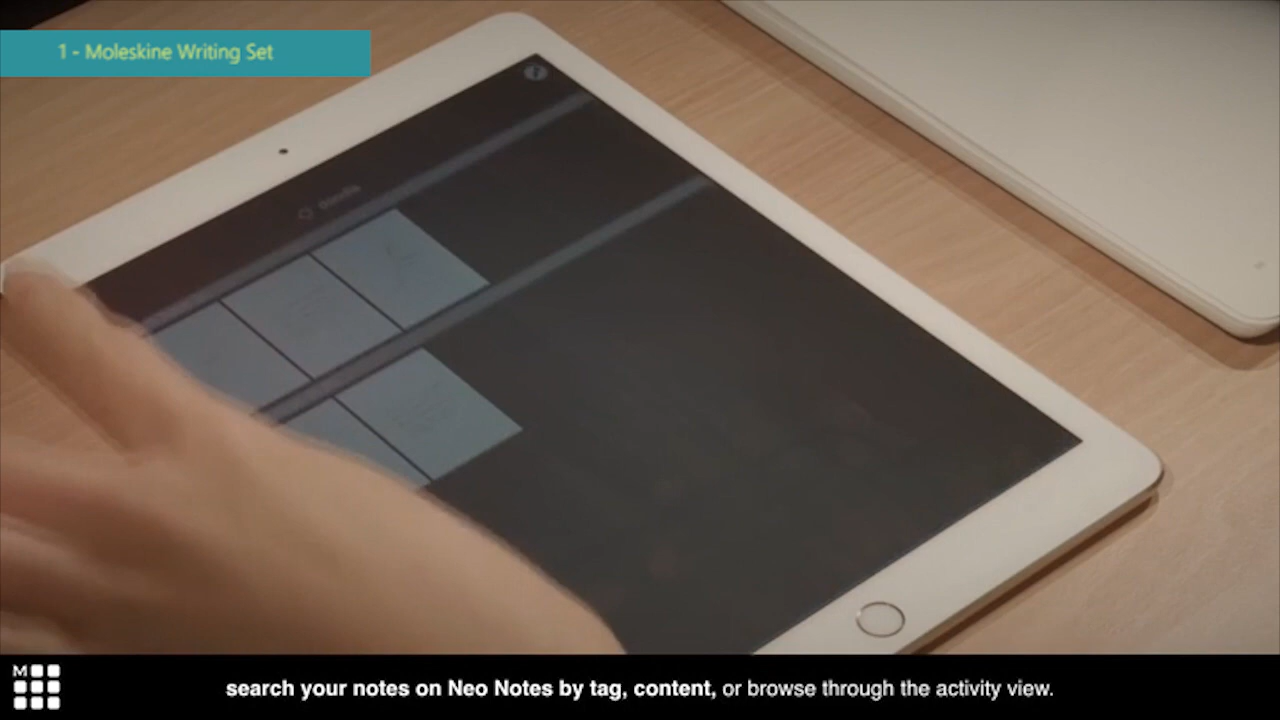 1 - Moleskine Writing Set
M
search your notes on Neo Notes by tag, content, or browse through the activity view.